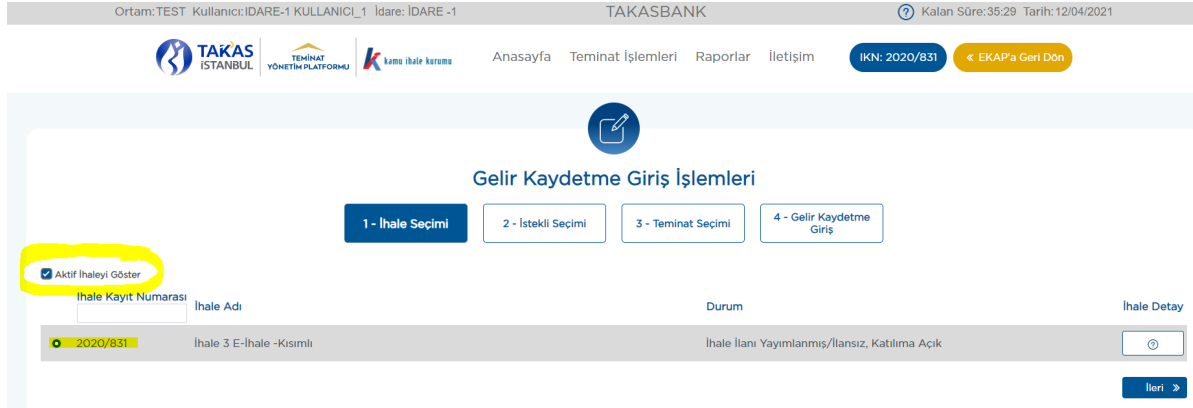 Ortam:TEST Kullanıcı:IDARE-1 KULLANICI_1 İdare: İDARE -1 TAKASBANK Kalan Süre:35:29 Tarih:12/04/2021
TAKAS İSTANBUL TEMİNAT YÖNETİM PLATFORMU kamu ihale kurumu Anasayfa Teminat İşlemleri Raporlar İletişim IKN: 2020/831 « EKAP'a Geri Dön
Gelir Kaydetme Giriş İşlemleri
1 - İhale Seçimi 2 - İstekli Seçimi 3 - Teminat Seçimi 4 - Gelir Kaydetme Giriş
Aktif İhaleyi Göster
İhale Kayıt Numarası İhale Adı Durum İhale Detay
2020/831 İhale 3 E-İhale -Kısımlı İhale İlanı Yayımlanmış/İlansız, Katılıma Açık
İleri »